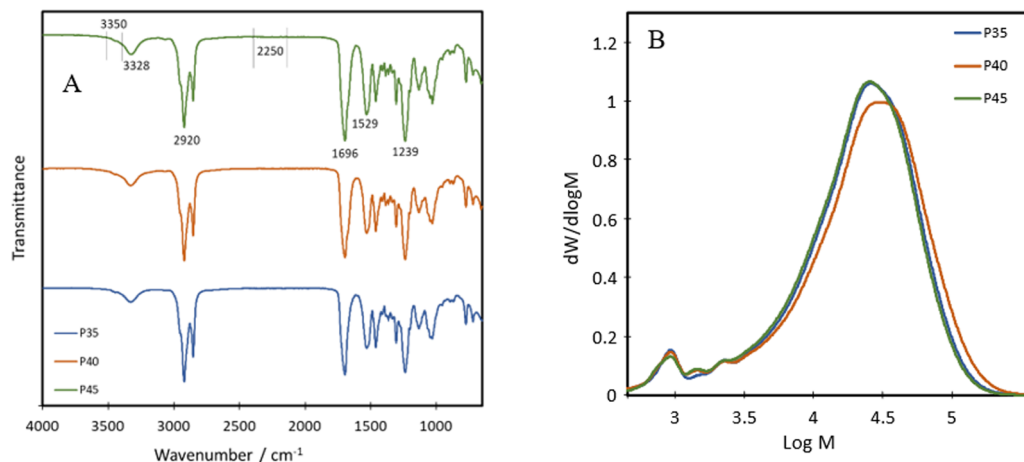 3350
2250
3328
A
2920
1696
1529
1239
Transmittance
P35
P40
P45
4000 3500 3000 2500 2000 1500 1000
Wavenumber / cm⁻¹
B
P35
P40
P45
1.2
1
0.8
0.6
0.4
0.2
0
dW/dlogM
3 3.5 4 4.5 5
Log M